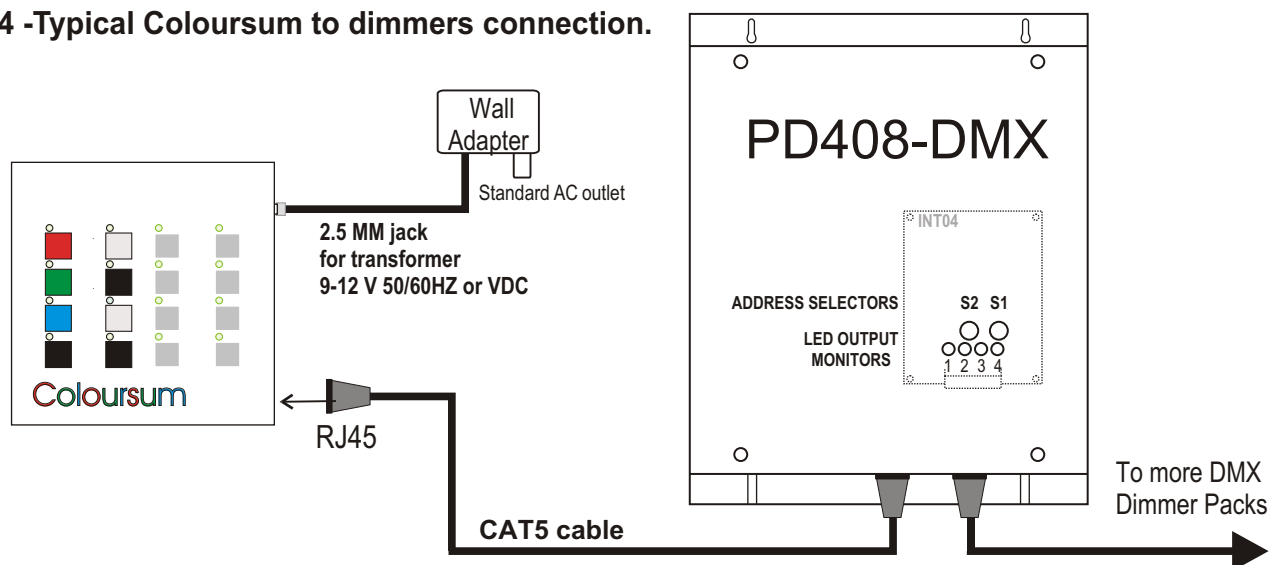 4 -Typical Coloursum to dimmers connection.
Wall
Adapter
Standard AC outlet
2.5 MM jack
for transformer
9-12 V 50/60HZ or VDC
Coloursum
RJ45
CAT5 cable
PD408-DMX
INT04
ADDRESS SELECTORS
S2 S1
LED OUTPUT
MONITORS
1 2 3 4
To more DMX
Dimmer Packs